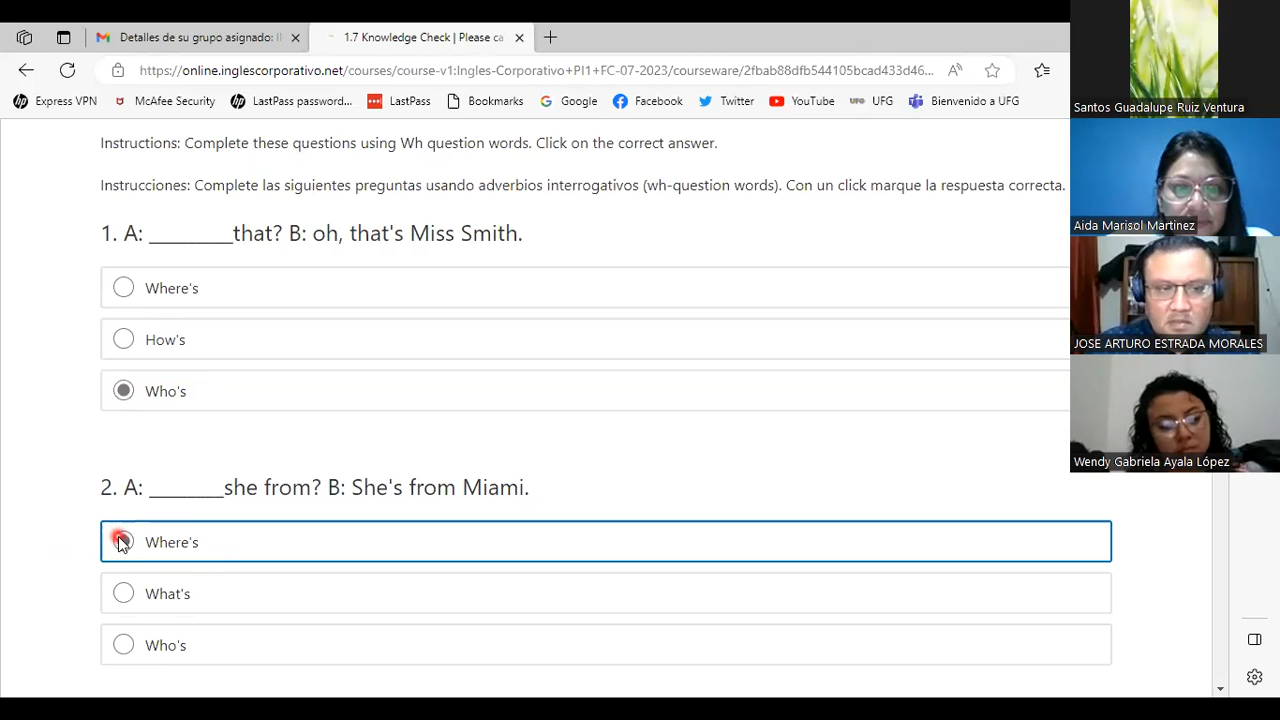 Detalles de su grupo asignado: I
1.7 Knowledge Check | Please ca
https://online.inglescorporativo.net/courses/course-v1:Ingles-Corporativo+PI1+FC-07-2023/courseware/2fbab88dfb544105bcad433d46...
Express VPN
McAfee Security
LastPass password...
LastPass
Bookmarks
Google
Facebook
Twitter
YouTube
UFG
Bienvenido a UFG
Instructions: Complete these questions using Wh question words. Click on the correct answer.
Instrucciones: Complete las siguientes preguntas usando adverbios interrogativos (wh-question words). Con un click marque la respuesta correcta.
1. A: _________that? B: oh, that's Miss Smith.
Where's
How's
Who's
2. A: ________she from? B: She's from Miami.
Where's
What's
Who's
Santos Guadalupe Ruiz Ventura
Aida Marisol Martinez
JOSE ARTURO ESTRADA MORALES
Wendy Gabriela Ayala López